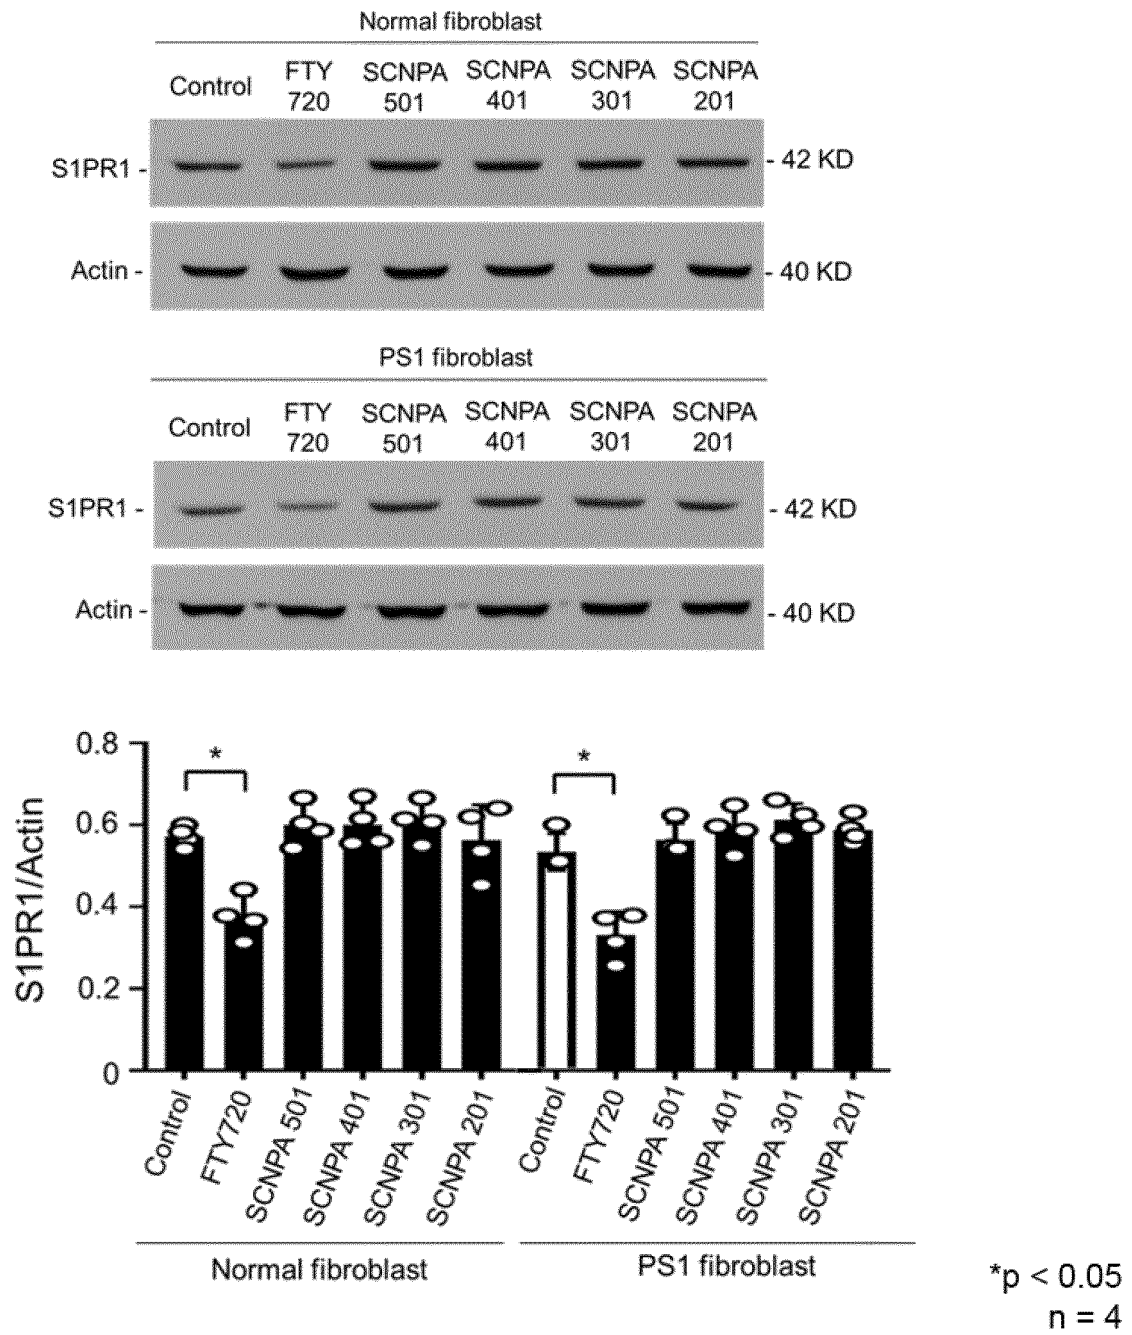 Normal fibroblast
Control FTY 720 SCNPA 501 SCNPA 401 SCNPA 301 SCNPA 201
S1PR1 - - 42 KD
Actin - - 40 KD
PS1 fibroblast
Control FTY 720 SCNPA 501 SCNPA 401 SCNPA 301 SCNPA 201
S1PR1 - - 42 KD
Actin - - 40 KD
S1PR1/Actin
0.8
0.6
0.4
0.2
0
* *
Control FTY720 SCNPA 501 SCNPA 401 SCNPA 301 SCNPA 201 Control FTY720 SCNPA 501 SCNPA 401 SCNPA 301 SCNPA 201
Normal fibroblast PS1 fibroblast
*p < 0.05
n = 4